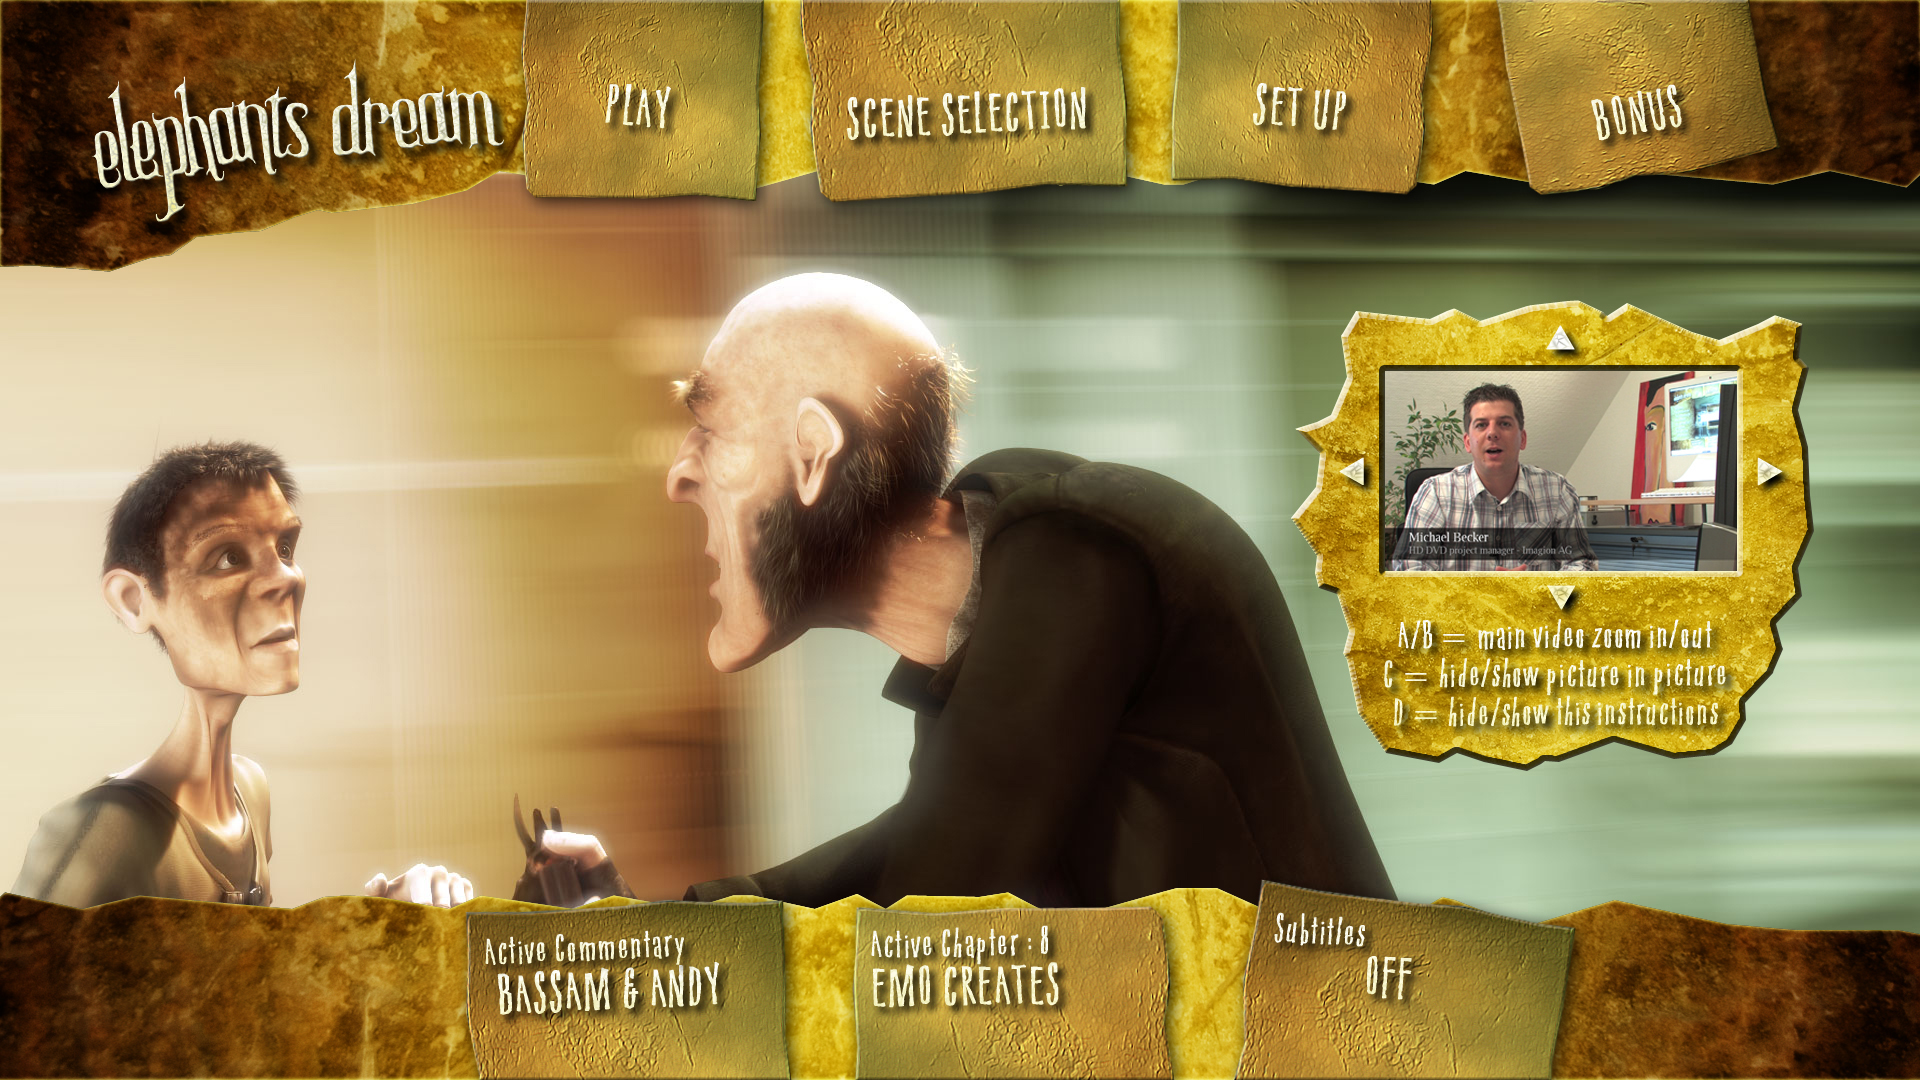 elephants dream
PLAY
SCENE SELECTION
SET UP
BONUS
Michael Becker
HD DVD project manager - Imagion AG
A/B = main video zoom in/out
C = hide/show picture in picture
D = hide/show this instructions
Active Commentary
BASSAM & ANDY
Active Chapter : 8
EMO CREATES
Subtitles
OFF